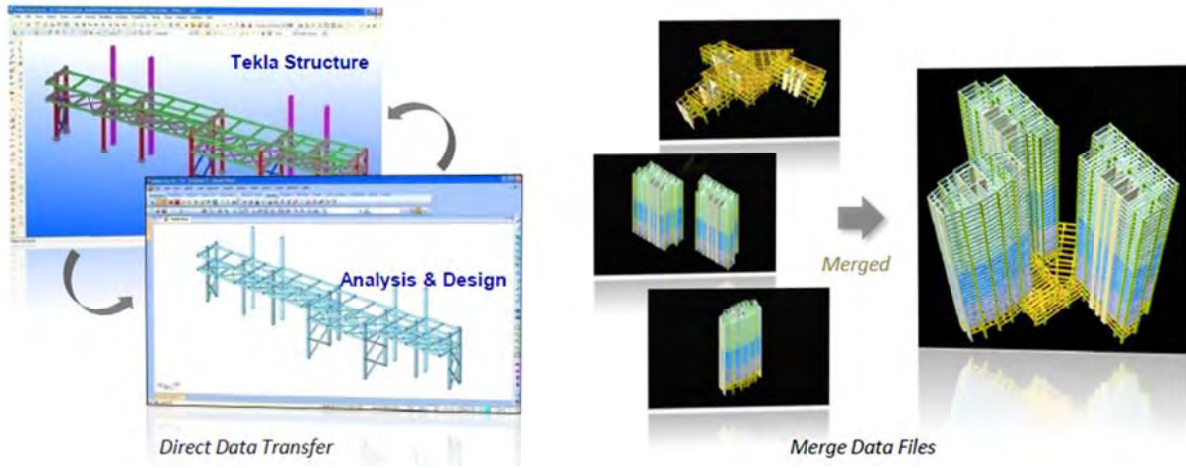 Tekla Structure
Analysis & Design
Merged
Direct Data Transfer
Merge Data Files